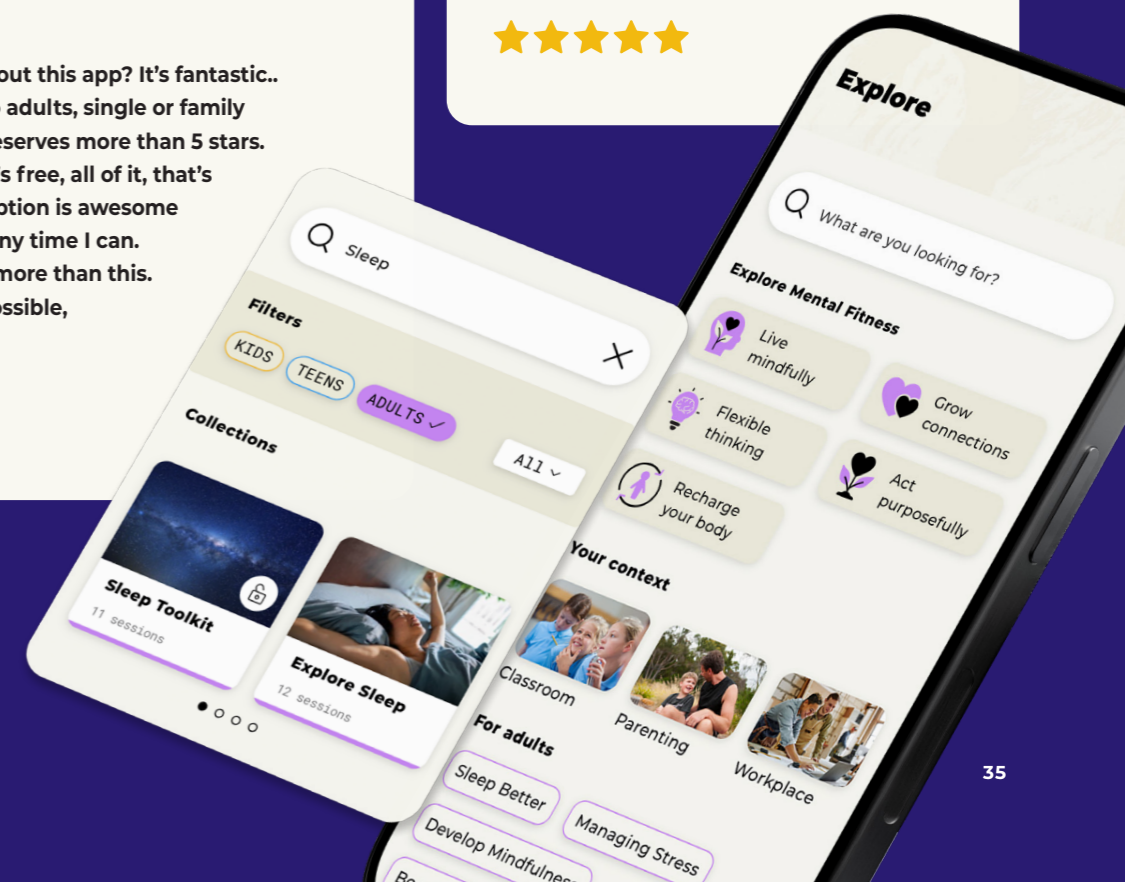 out this app? It's fantastic..
adults, single or family
eserves more than 5 stars.
s free, all of it, that's
ption is awesome
ny time I can.
more than this.
ossible,
Sleep
Filters
KIDS
TEENS
ADULTS
All
Collections
Sleep Toolkit
11 sessions
Explore Sleep
12 sessions
Explore
What are you looking for?
Explore Mental Fitness
Live
mindfully
Grow
connections
Flexible
thinking
Act
purposefully
Recharge
your body
Your context
Classroom
Parenting
Workplace
For adults
Sleep Better
Managing Stress
Develop Mindfulness
35